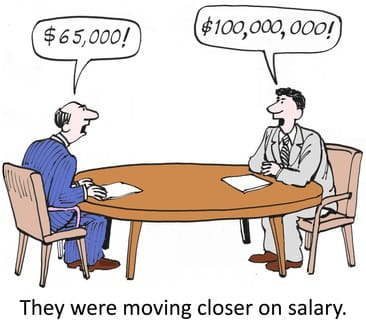 $65,000!
$100,000,000!
They were moving closer on salary.